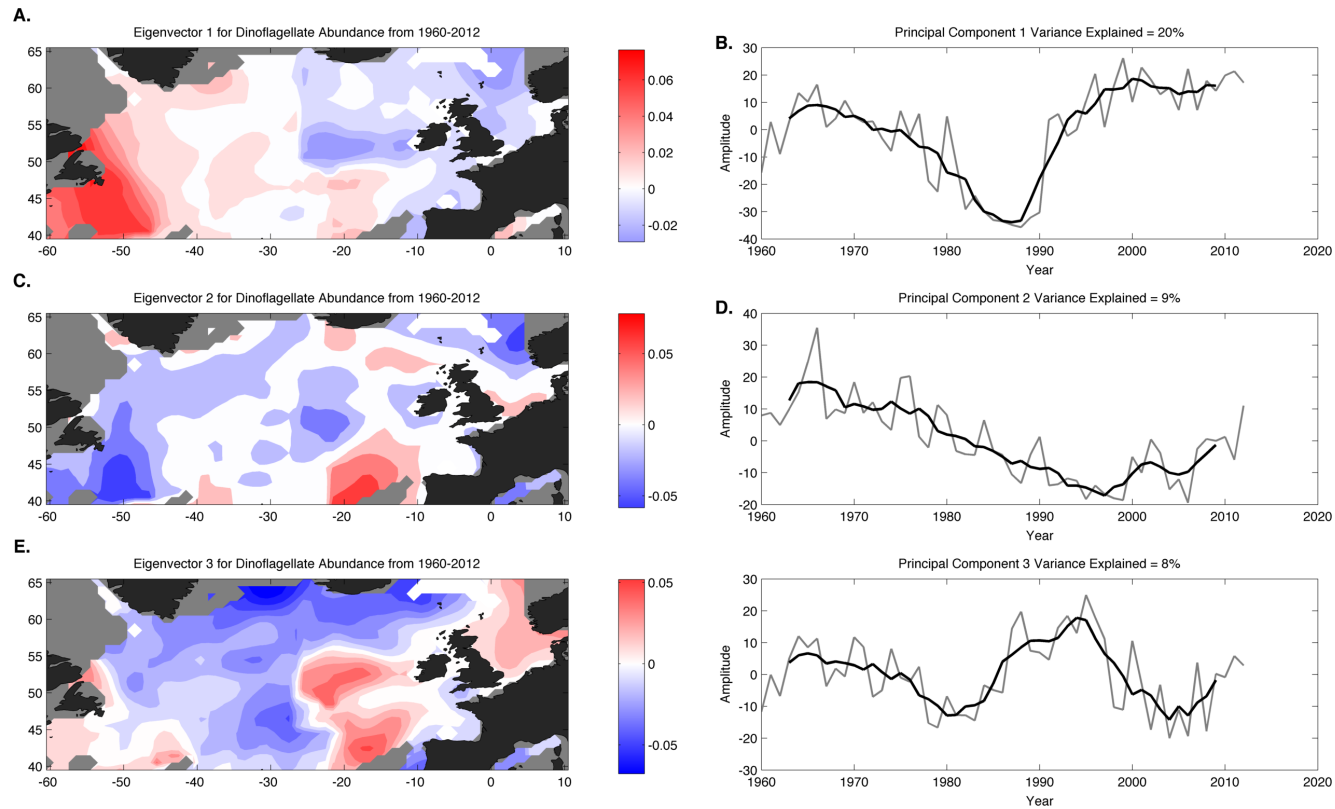 A.
Eigenvector 1 for Dinoflagellate Abundance from 1960-2012
65
60
55
50
45
40
-60 -50 -40 -30 -20 -10 0 10
0.06
0.04
0.02
0
-0.02
B.
Principal Component 1 Variance Explained = 20%
30
20
10
0
-10
-20
-30
-40
Amplitude
1960 1970 1980 1990 2000 2010 2020
Year
C.
Eigenvector 2 for Dinoflagellate Abundance from 1960-2012
65
60
55
50
45
40
-60 -50 -40 -30 -20 -10 0 10
0.05
0
-0.05
D.
Principal Component 2 Variance Explained = 9%
40
30
20
10
0
-10
-20
Amplitude
1960 1970 1980 1990 2000 2010 2020
Year
E.
Eigenvector 3 for Dinoflagellate Abundance from 1960-2012
65
60
55
50
45
40
-60 -50 -40 -30 -20 -10 0 10
0.05
0
-0.05
Principal Component 3 Variance Explained = 8%
30
20
10
0
-10
-20
-30
Amplitude
1960 1970 1980 1990 2000 2010 2020
Year